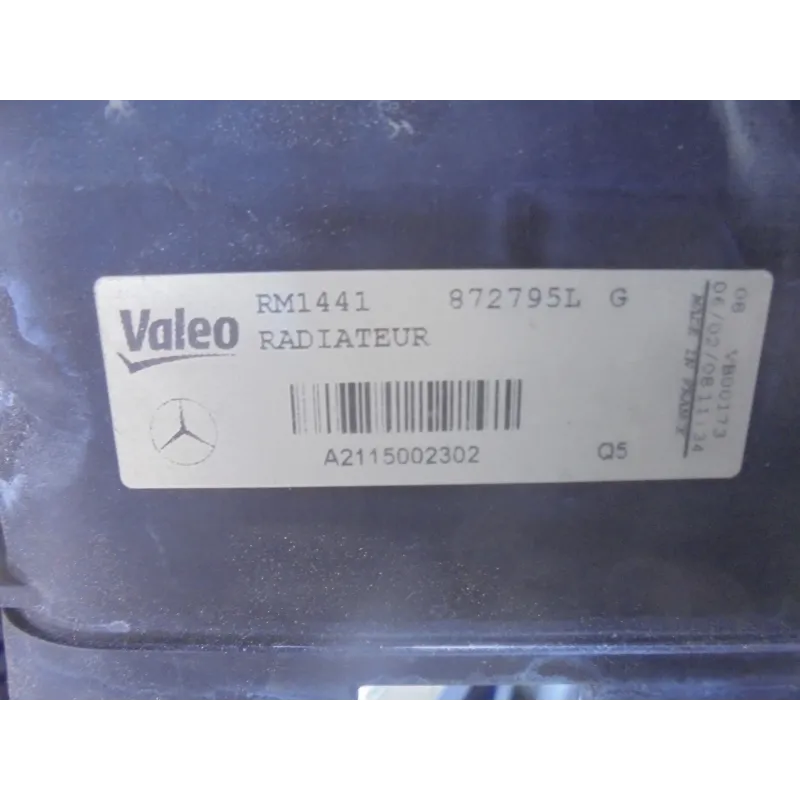 Valeo
RM1441 872795L G
RADIATEUR
A2115002302
Q5
08 VB00173
06/02/08 11:34
MADE IN FRANCE